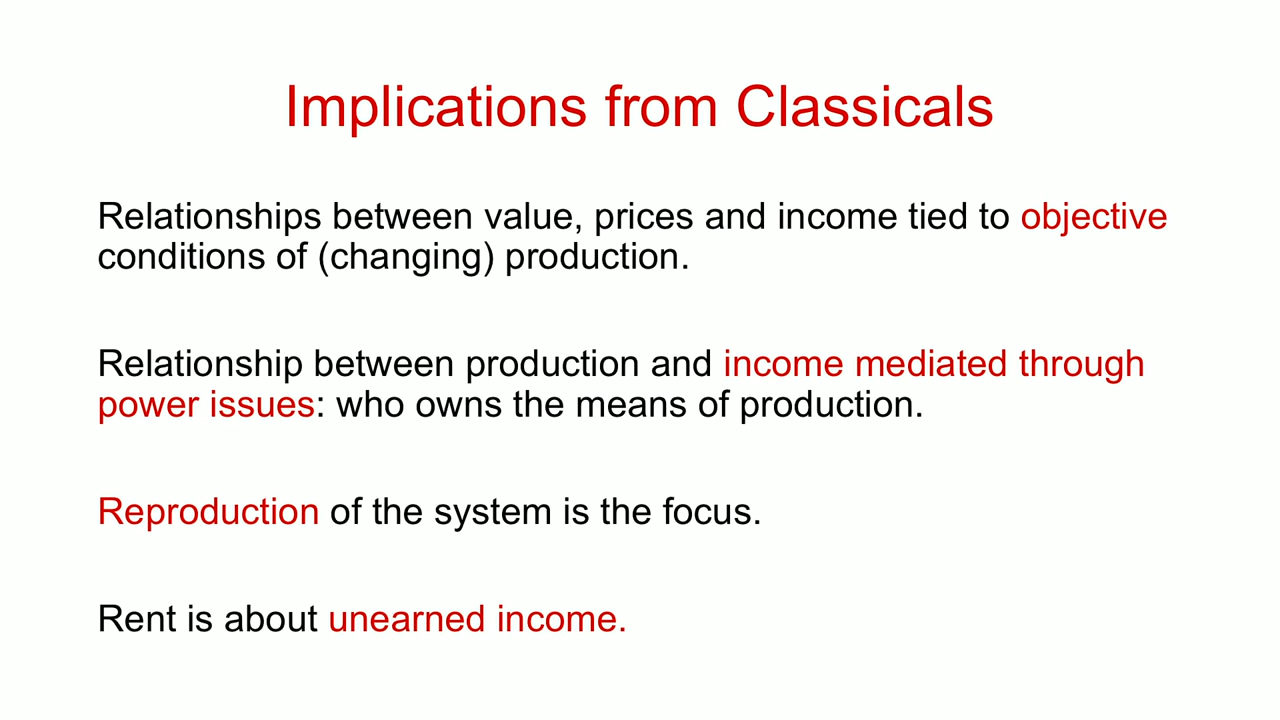 Implications from Classicals
Relationships between value, prices and income tied to objective
conditions of (changing) production.
Relationship between production and income mediated through
power issues: who owns the means of production.
Reproduction of the system is the focus.
Rent is about unearned income.